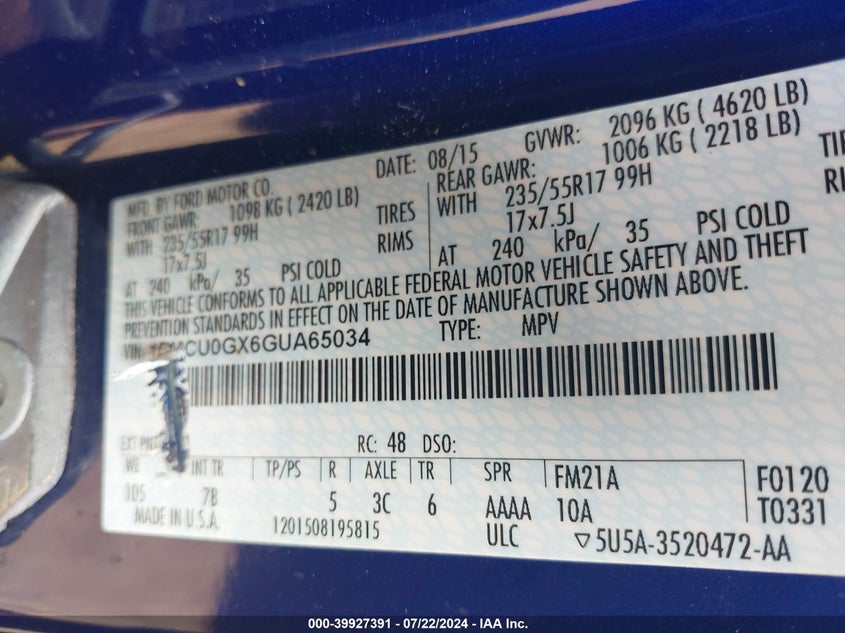 MFD. BY FORD MOTOR CO. DATE: 08/15 GVWR: 2096 KG ( 4620 LB)
FRONT GAWR: 1098 KG ( 2420 LB) REAR GAWR: 1006 KG ( 2218 LB)
WITH 235/55R17 99H TIRES WITH 235/55R17 99H TIR
17x7.5J RIMS 17x7.5J
AT 240 kPa/ 35 PSI COLD AT 240 kPa/ 35 PSI COLD
THIS VEHICLE CONFORMS TO ALL APPLICABLE FEDERAL MOTOR VEHICLE SAFETY AND THEFT
PREVENTION STANDARDS IN EFFECT ON THE DATE OF MANUFACTURE SHOWN ABOVE.
VIN: CU0GX6GUA65034 TYPE: MPV
EXT PNT: RC: 48 DSO:
WB INT TR TP/PS R AXLE TR SPR FM21A F0120
105 7B 5 3C 6 AAAA 10A T0331
MADE IN U.S.A. 1201508195815 ULC ▽5U5A-3520472-AA
000-39927391 - 07/22/2024 - IAA Inc.